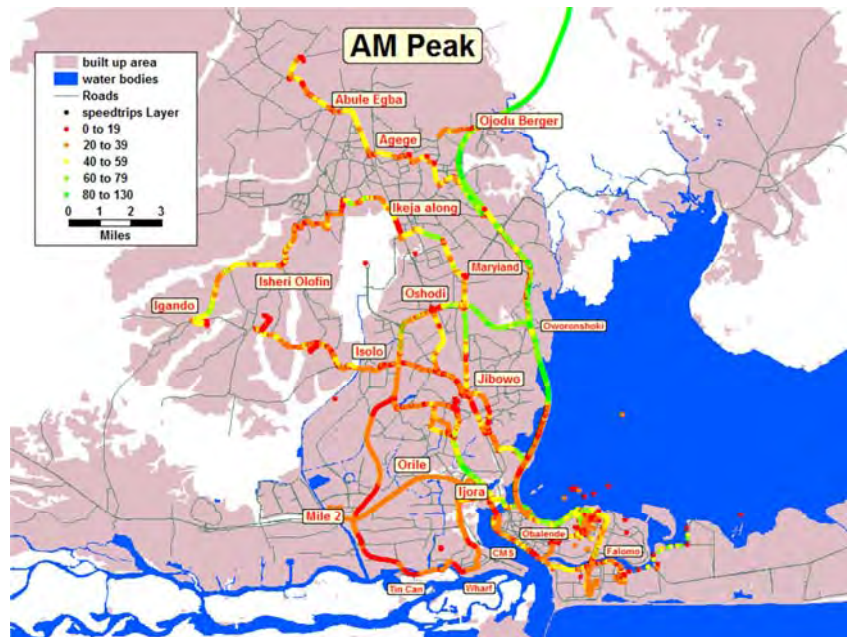 AM Peak
built up area
water bodies
Roads
speedtrips Layer
0 to 19
20 to 39
40 to 59
60 to 79
80 to 130
0 1 2 3
Miles
Abule Egba
Ojodu Berger
Agege
Ikeja along
Maryland
Isheri Olofin
Oshodi
Igando
Oworonshoki
Isolo
Jibowo
Orile
Ijora
Mile 2
Obalende
CMS
Falomo
Tin Can
Wharf